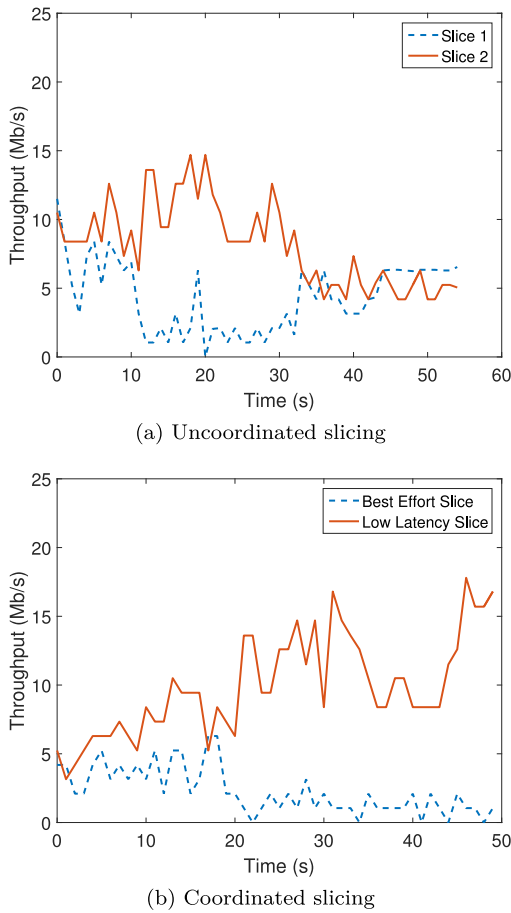 25
20
15
10
5
0
Throughput (Mb/s)
Slice 1
Slice 2
0 10 20 30 40 50 60
Time (s)
(a) Uncoordinated slicing
25
20
15
10
5
0
Throughput (Mb/s)
Best Effort Slice
Low Latency Slice
0 10 20 30 40 50
Time (s)
(b) Coordinated slicing